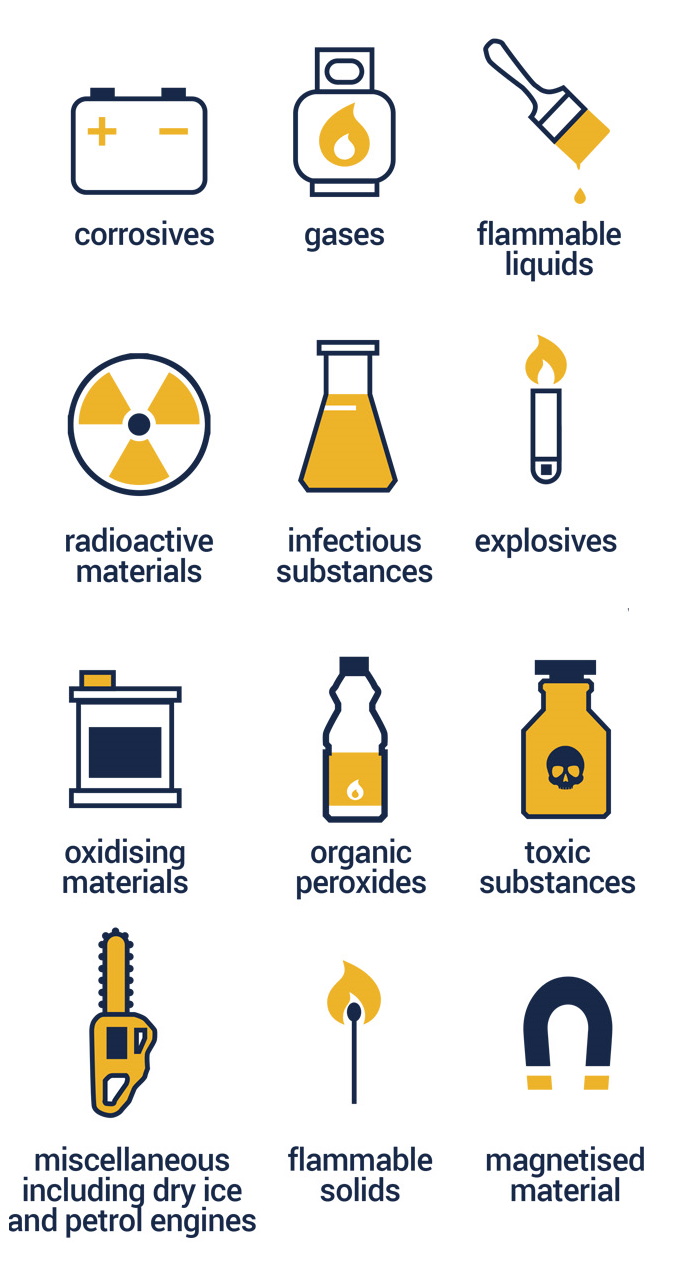 corrosives
gases
flammable
liquids
radioactive
materials
infectious
substances
explosives
oxidising
materials
organic
peroxides
toxic
substances
miscellaneous
including dry ice
and petrol engines
flammable
solids
magnetised
material